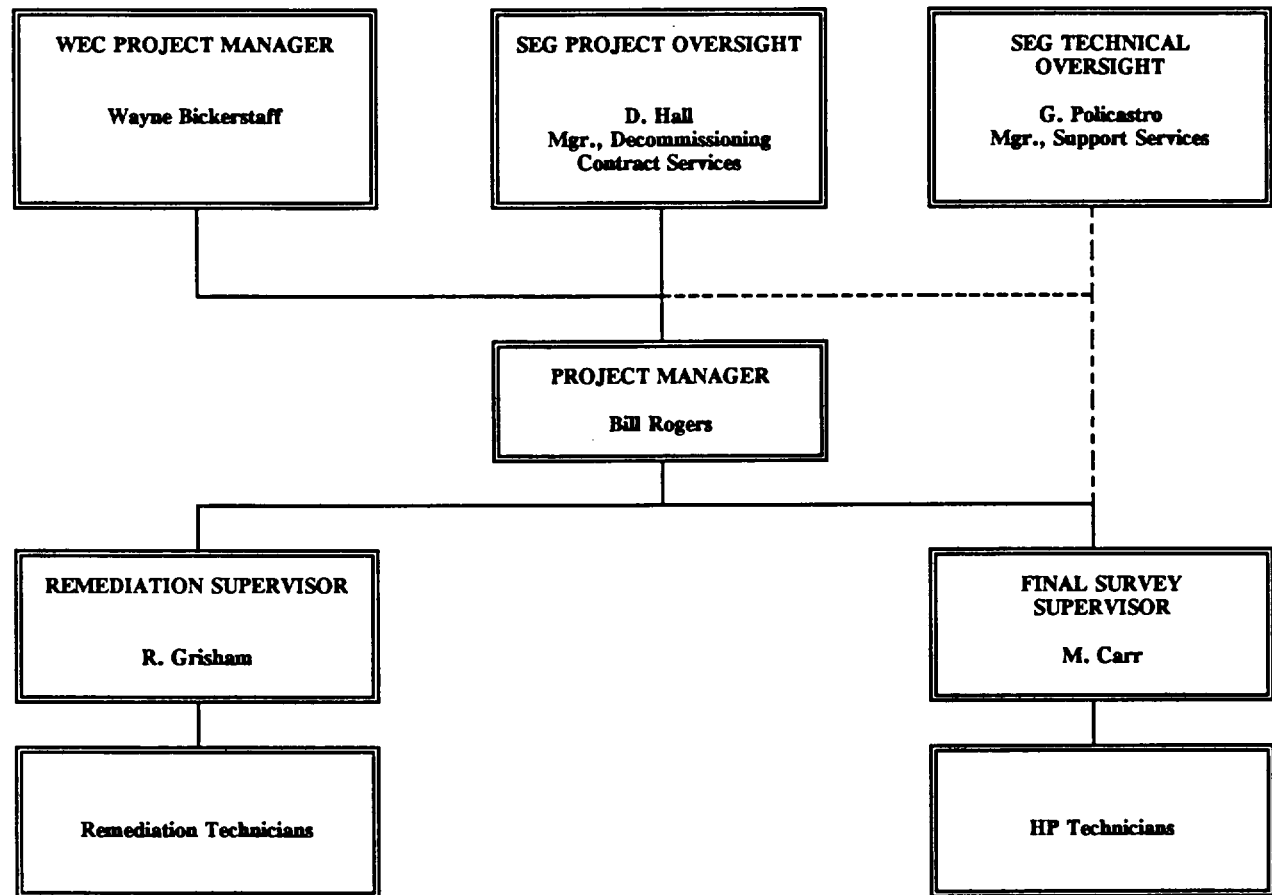 WEC PROJECT MANAGER
Wayne Bickerstaff
SEG PROJECT OVERSIGHT
D. Hall
Mgr., Decommissioning
Contract Services
SEG TECHNICAL
OVERSIGHT
G. Policastro
Mgr., Support Services
PROJECT MANAGER
Bill Rogers
REMEDIATION SUPERVISOR
R. Grisham
FINAL SURVEY
SUPERVISOR
M. Carr
Remediation Technicians
HP Technicians